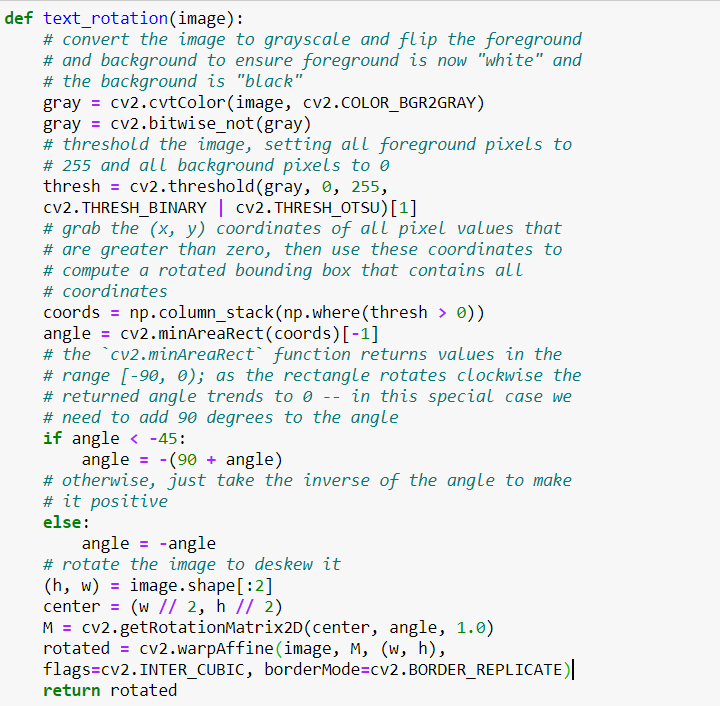 def text_rotation(image):
    # convert the image to grayscale and flip the foreground
    # and background to ensure foreground is now "white" and
    # the background is "black"
    gray = cv2.cvtColor(image, cv2.COLOR_BGR2GRAY)
    gray = cv2.bitwise_not(gray)
    # threshold the image, setting all foreground pixels to
    # 255 and all background pixels to 0
    thresh = cv2.threshold(gray, 0, 255,
    cv2.THRESH_BINARY | cv2.THRESH_OTSU)[1]
    # grab the (x, y) coordinates of all pixel values that
    # are greater than zero, then use these coordinates to
    # compute a rotated bounding box that contains all
    # coordinates
    coords = np.column_stack(np.where(thresh > 0))
    angle = cv2.minAreaRect(coords)[-1]
    # the `cv2.minAreaRect` function returns values in the
    # range [-90, 0); as the rectangle rotates clockwise the
    # returned angle trends to 0 -- in this special case we
    # need to add 90 degrees to the angle
    if angle < -45:
        angle = -(90 + angle)
    # otherwise, just take the inverse of the angle to make
    # it positive
    else:
        angle = -angle
    # rotate the image to deskew it
    (h, w) = image.shape[:2]
    center = (w // 2, h // 2)
    M = cv2.getRotationMatrix2D(center, angle, 1.0)
    rotated = cv2.warpAffine(image, M, (w, h),
    flags=cv2.INTER_CUBIC, borderMode=cv2.BORDER_REPLICATE)
    return rotated